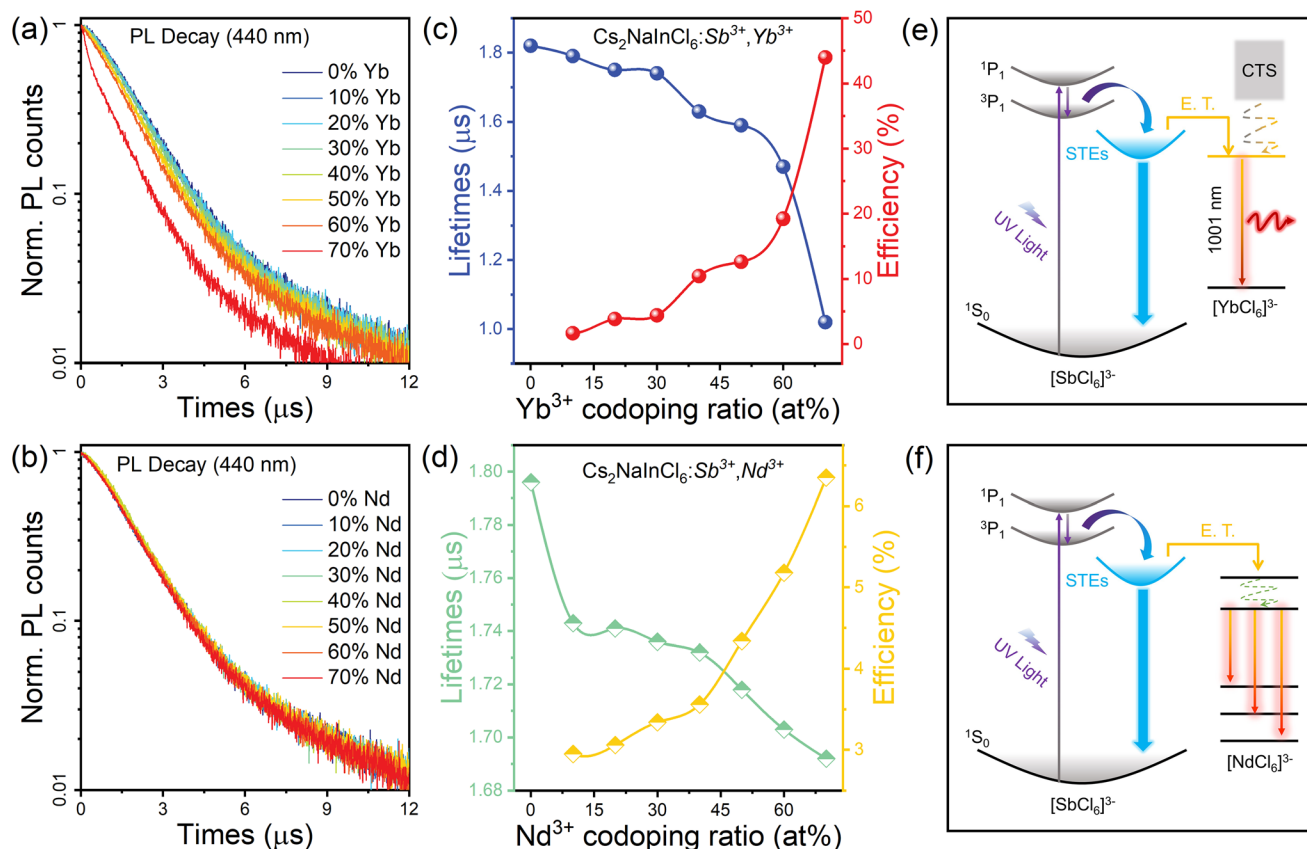 (a)
PL Decay (440 nm)
0% Yb
10% Yb
20% Yb
30% Yb
40% Yb
50% Yb
60% Yb
70% Yb
Norm. PL counts
1
0.1
0.01
0 3 6 9 12
Times (μs)
(c)
Cs₂NaInCl₆:Sb³⁺,Yb³⁺
Lifetimes (μs)
1.8
1.6
1.4
1.2
1.0
Efficiency (%)
50
40
30
20
10
0
0 15 30 45 60
Yb³⁺ codoping ratio (at%)
(e)
¹P₁
³P₁
CTS
E. T.
STEs
UV Light
1001 nm
¹S₀
[YbCl₆]³⁻
[SbCl₆]³⁻
(b)
PL Decay (440 nm)
0% Nd
10% Nd
20% Nd
30% Nd
40% Nd
50% Nd
60% Nd
70% Nd
Norm. PL counts
1
0.1
0.01
0 3 6 9 12
Times (μs)
(d)
Cs₂NaInCl₆:Sb³⁺,Nd³⁺
Lifetimes (μs)
1.80
1.78
1.76
1.74
1.72
1.70
1.68
Efficiency (%)
6
5
4
3
0 15 30 45 60
Nd³⁺ codoping ratio (at%)
(f)
¹P₁
³P₁
E. T.
STEs
UV Light
¹S₀
[NdCl₆]³⁻
[SbCl₆]³⁻